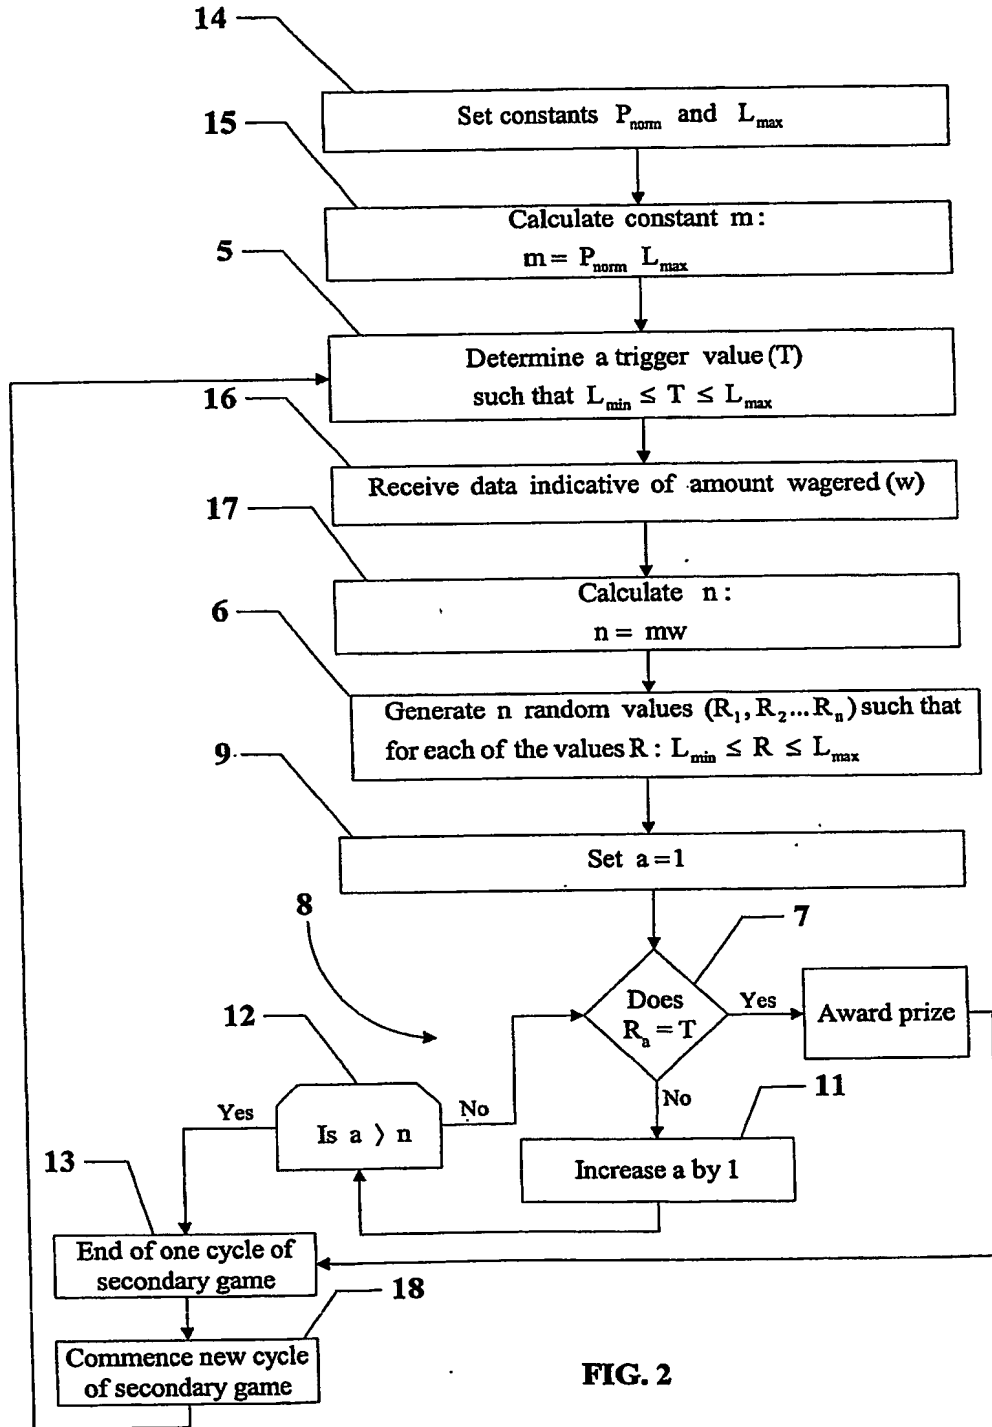 14
Set constants P_norm and L_max
15
Calculate constant m:
m = P_norm L_max
5
Determine a trigger value (T)
such that L_min ≤ T ≤ L_max
16
Receive data indicative of amount wagered (w)
17
Calculate n:
n = mw
6
Generate n random values (R_1, R_2...R_n) such that
for each of the values R: L_min ≤ R ≤ L_max
9
Set a=1
8
7
Does
R_a = T
Yes
Award prize
12
No
11
Yes
Is a ⟩ n
No
Increase a by 1
13
End of one cycle of
secondary game
18
Commence new cycle
of secondary game
FIG. 2